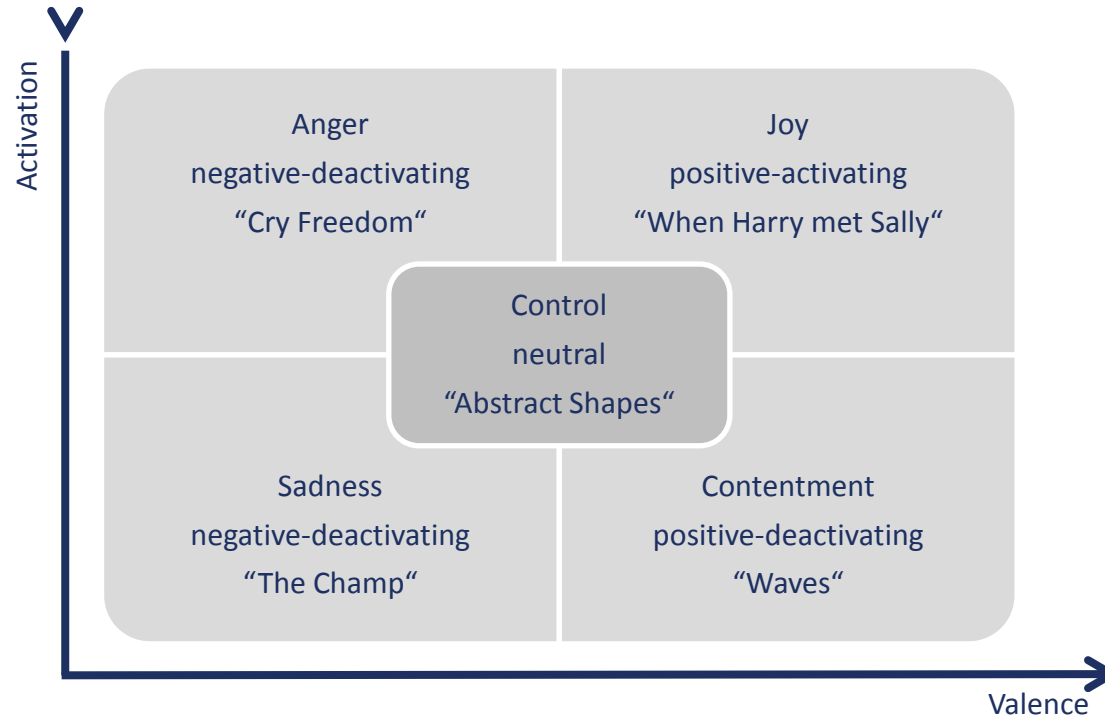 Activation
Anger
negative-deactivating
“Cry Freedom“
Joy
positive-activating
“When Harry met Sally“
Control
neutral
“Abstract Shapes“
Sadness
negative-deactivating
“The Champ“
Contentment
positive-deactivating
“Waves“
Valence